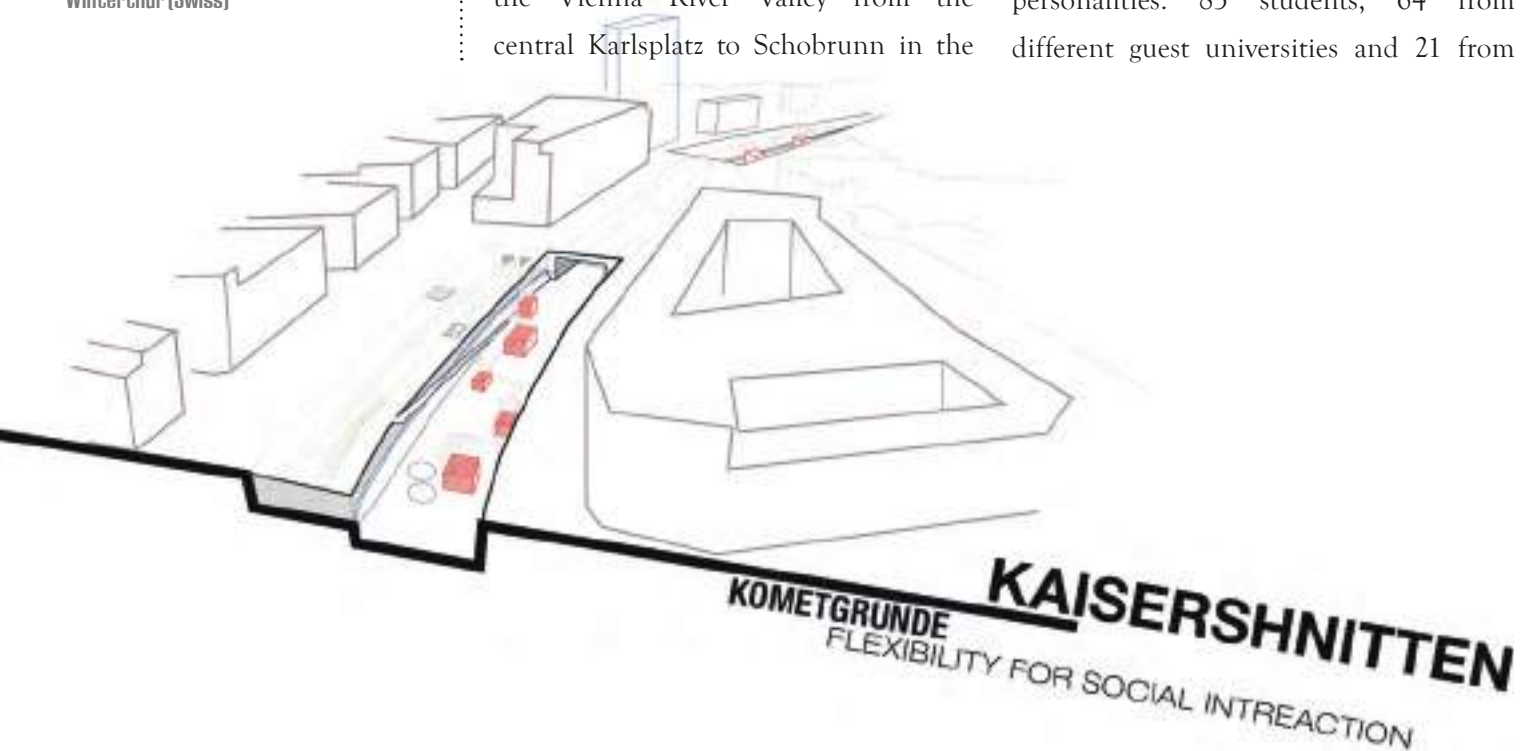 Winterthur (Swiss)
the Vienna River Valley from the
central Karlsplatz to Schobrunn in the
personalities. 85 students, 64 from
different guest universities and 21 from
KAISERSHNITTEN
KOMETGRUNDE
FLEXIBILITY FOR SOCIAL INTREACTION